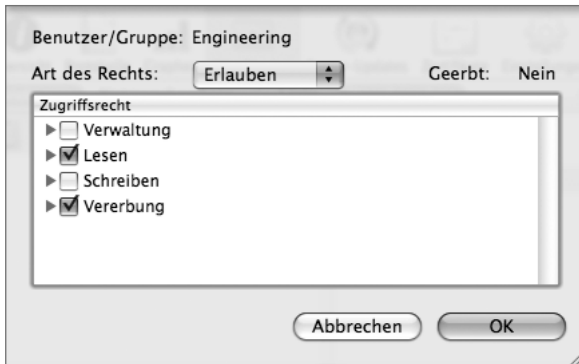 Benutzer/Gruppe: Engineering
Art des Rechts: Erlauben Geerbt: Nein
Zugriffsrecht
Verwaltung
Lesen
Schreiben
Vererbung
Abbrechen OK